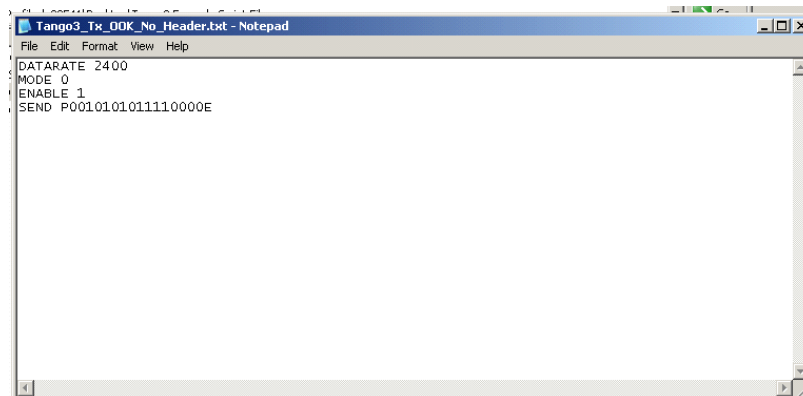 Tango3_Tx_OOK_No_Header.txt - Notepad
File Edit Format View Help
DATARATE 2400
MODE 0
ENABLE 1
SEND P0010101011110000E